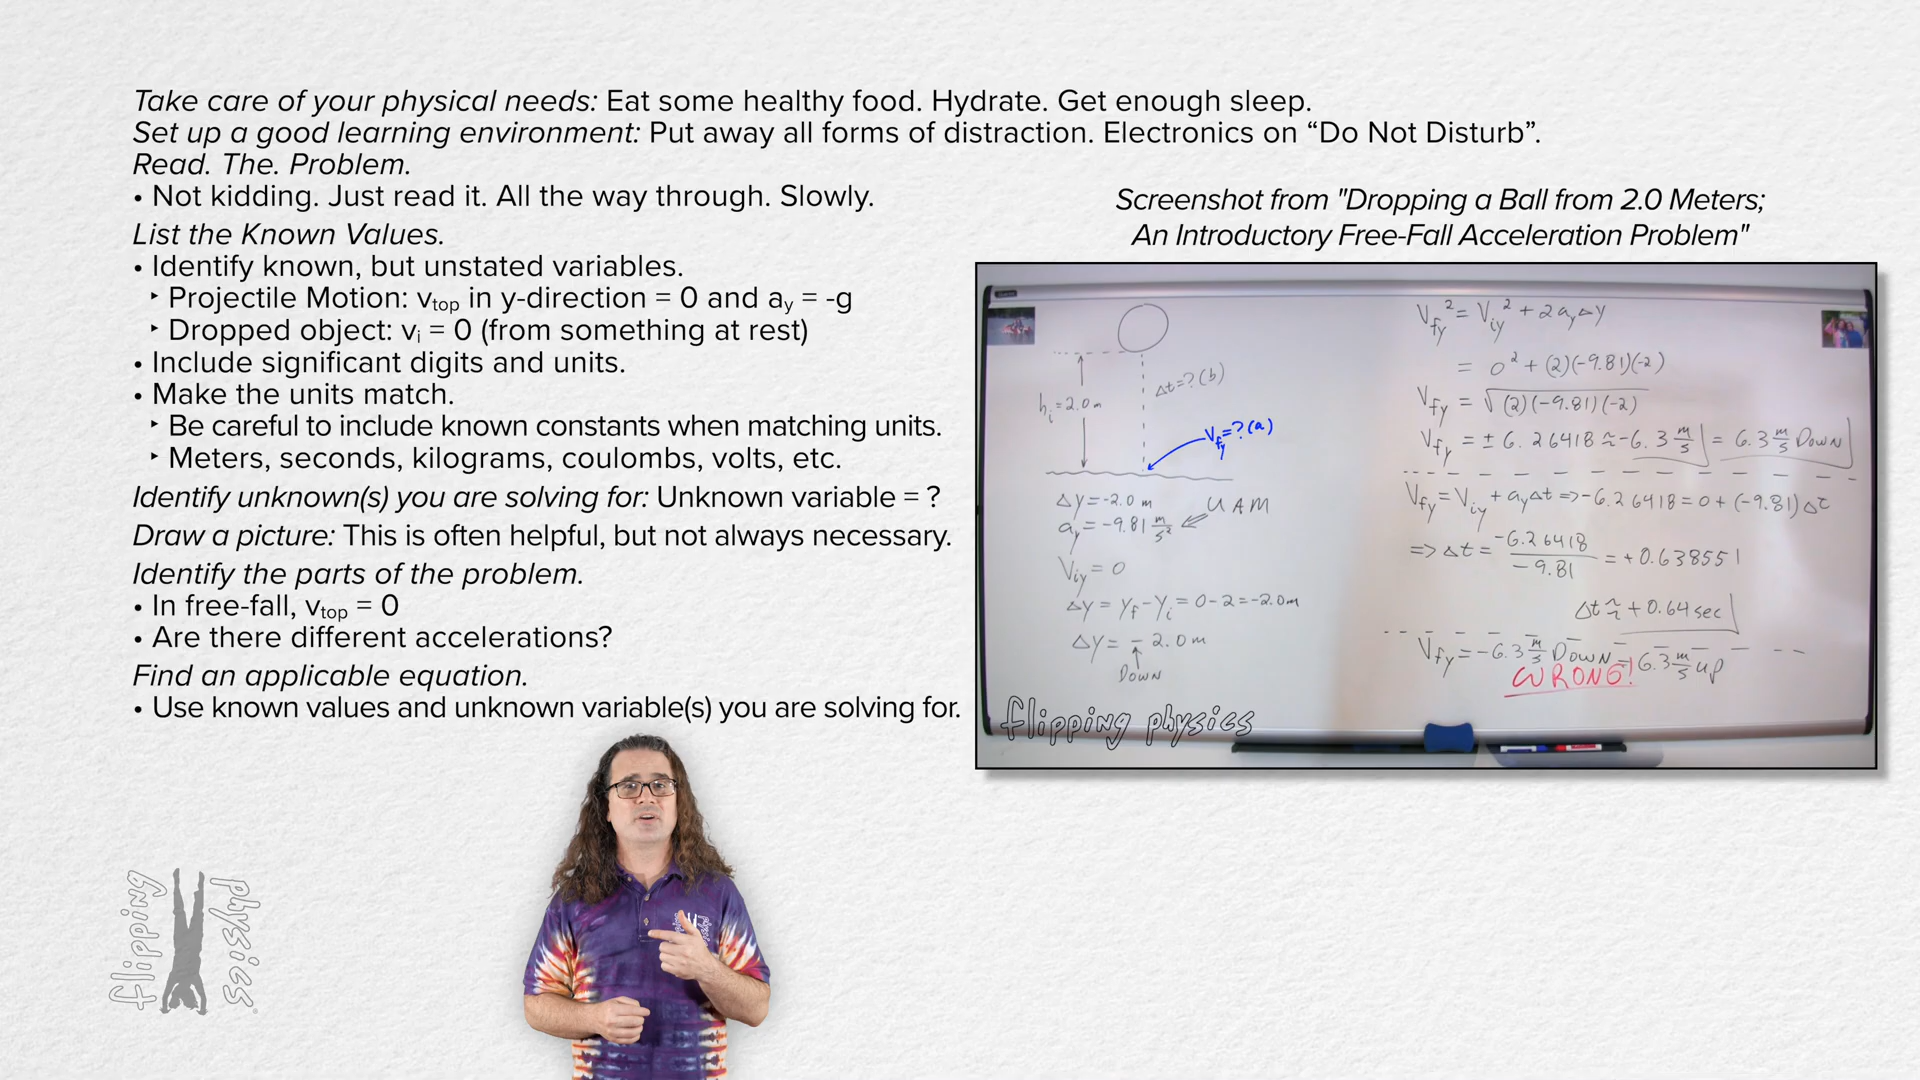 Take care of your physical needs: Eat some healthy food. Hydrate. Get enough sleep.
Set up a good learning environment: Put away all forms of distraction. Electronics on “Do Not Disturb”.
Read. The. Problem.
• Not kidding. Just read it. All the way through. Slowly.
List the Known Values.
• Identify known, but unstated variables.
‣ Projectile Motion: vtop in y-direction = 0 and ay = -g
‣ Dropped object: vi = 0 (from something at rest)
• Include significant digits and units.
• Make the units match.
‣ Be careful to include known constants when matching units.
‣ Meters, seconds, kilograms, coulombs, volts, etc.
Identify unknown(s) you are solving for: Unknown variable = ?
Draw a picture: This is often helpful, but not always necessary.
Identify the parts of the problem.
• In free-fall, vtop = 0
• Are there different accelerations?
Find an applicable equation.
• Use known values and unknown variable(s) you are solving for.
Screenshot from "Dropping a Ball from 2.0 Meters;
An Introductory Free-Fall Acceleration Problem"
Δt=?(b)
hi=2.0m
Vfy=?(a)
Δy=-2.0 m
UAM
ay=-9.81 m/s²
Viy=0
Δy=yf-yi=0-2=-2.0m
Δy=-2.0m
DOWN
Vfy²=Viy²+2ayΔy
= 0²+(2)(-9.81)(-2)
Vfy=√(2)(-9.81)(-2)
Vfy=±6.26418≈-6.3 m/s = 6.3 m/s DOWN
Vfy=Viy+ayΔt=>-6.26418=0+(-9.81)Δt
=>Δt=-6.26418/-9.81=+0.638551
Δt≈+0.64sec
Vfy=-6.3 m/s DOWN=6.3 m/s up
WRONG!
flipping physics
flipping physics